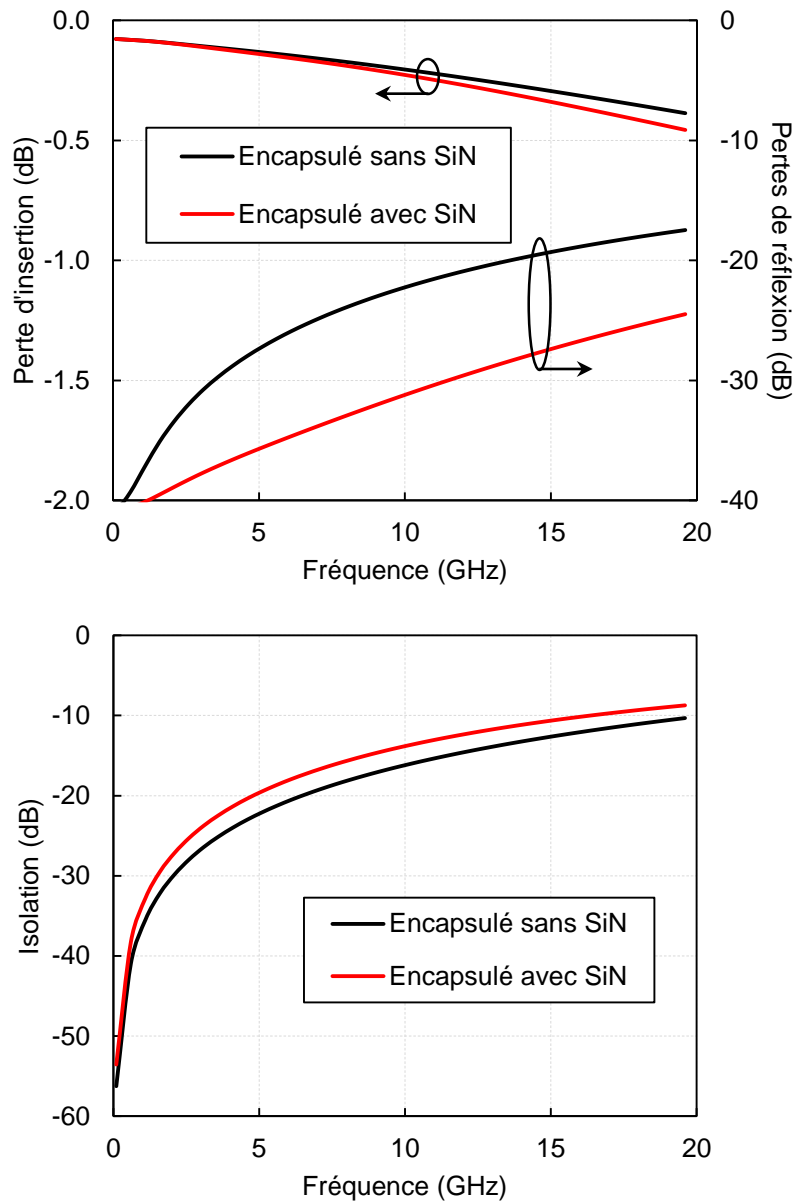 0.0
-0.5
-1.0
-1.5
-2.0
Perte d'insertion (dB)
Encapsulé sans SiN
Encapsulé avec SiN
0
-10
-20
-30
-40
Pertes de réflexion (dB)
0 5 10 15 20
Fréquence (GHz)
0
-10
-20
-30
-40
-50
-60
Isolation (dB)
Encapsulé sans SiN
Encapsulé avec SiN
0 5 10 15 20
Fréquence (GHz)